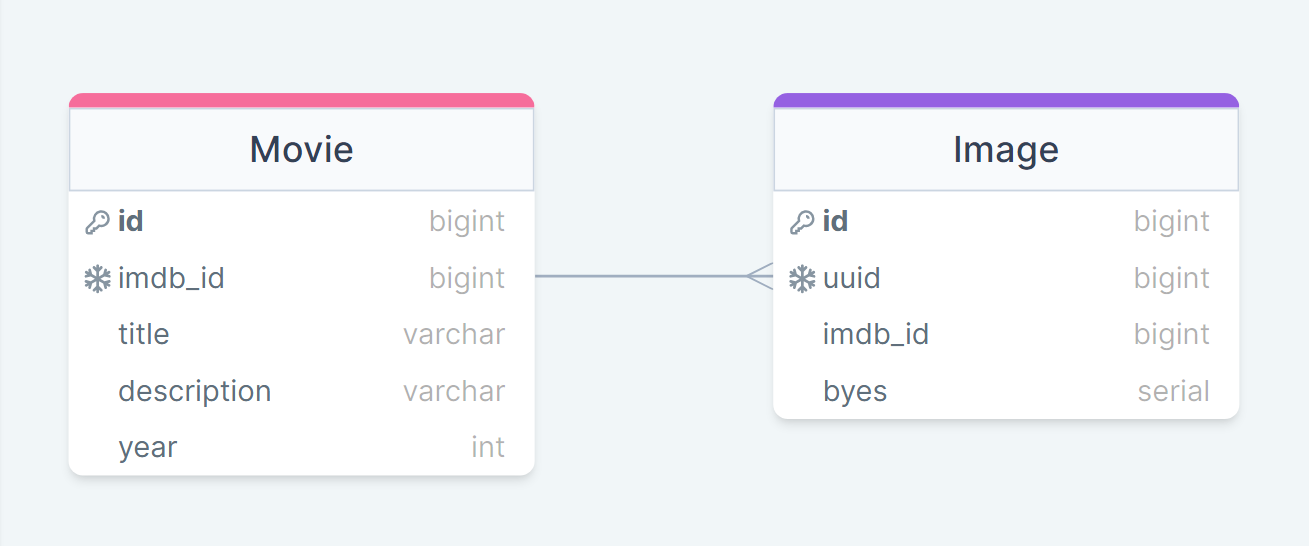 Movie
id bigint
imdb_id bigint
title varchar
description varchar
year int
Image
id bigint
uuid bigint
imdb_id bigint
byes serial